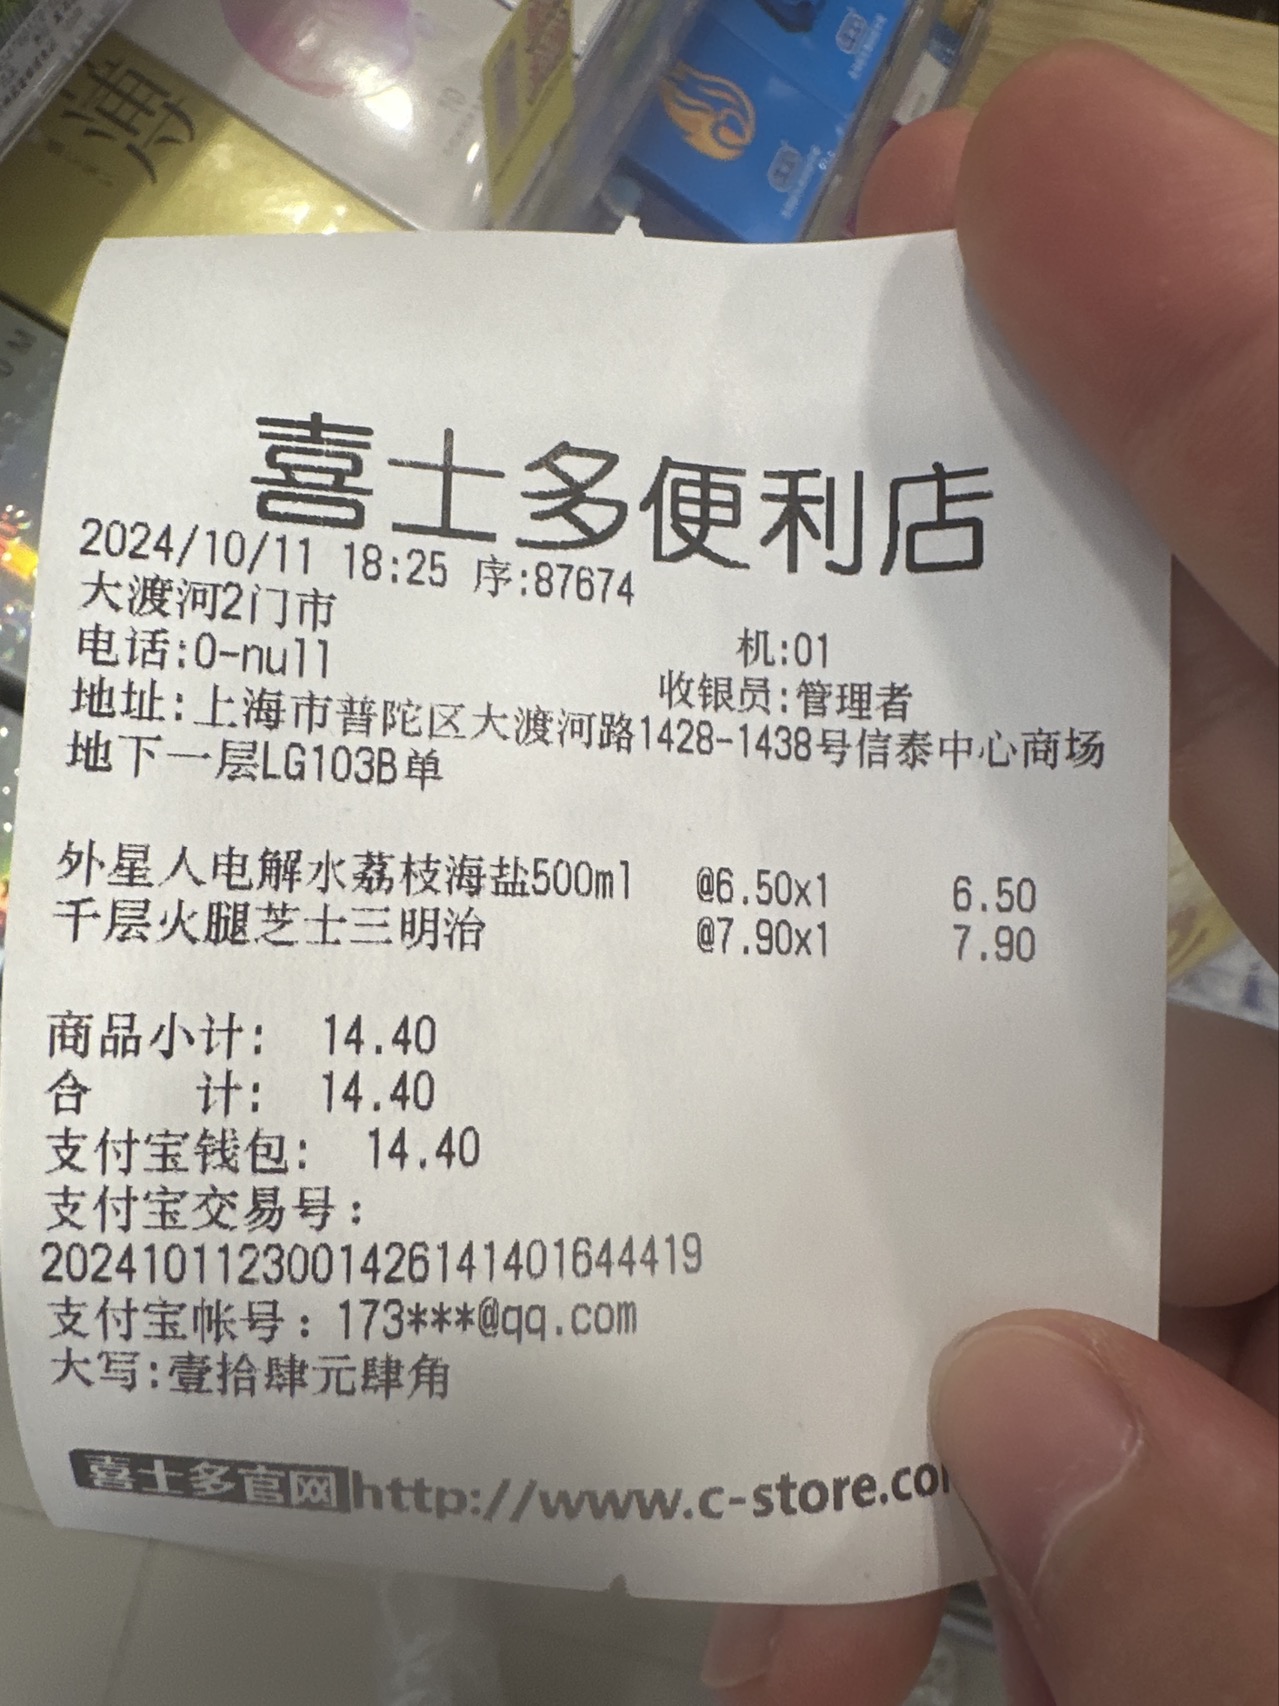 喜士多便利店
2024/10/11 18:25 序:87674
大渡河2门市
机:01
电话:0-null
收银员:管理者
地址:上海市普陀区大渡河路1428-1438号信泰中心商场
地下一层LG103B单
外星人电解水荔枝海盐500ml @6.50x1 6.50
千层火腿芝士三明治 @7.90x1 7.90
商品小计: 14.40
合 计: 14.40
支付宝钱包: 14.40
支付宝交易号:
2024101123001426141401644419
支付宝帐号:173***@qq.com
大写:壹拾肆元肆角
喜士多官网 http://www.c-store.co